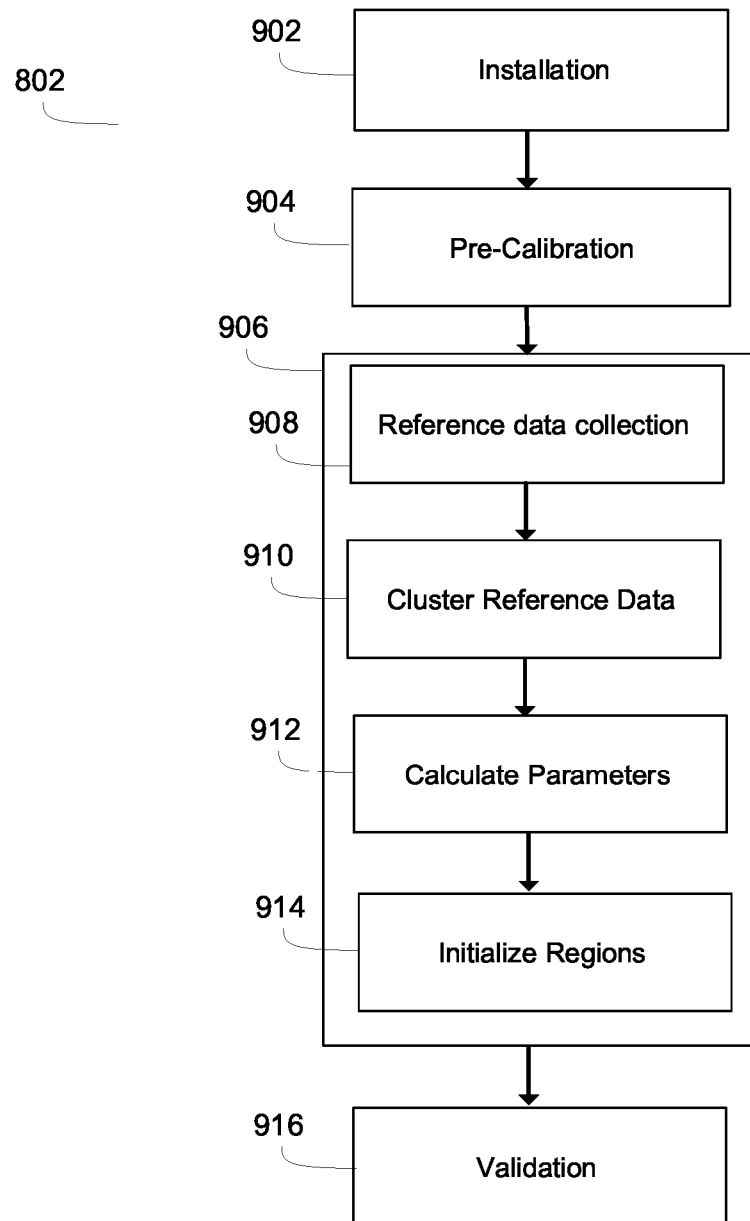 902
Installation
802
904
Pre-Calibration
906
908
Reference data collection
910
Cluster Reference Data
912
Calculate Parameters
914
Initialize Regions
916
Validation